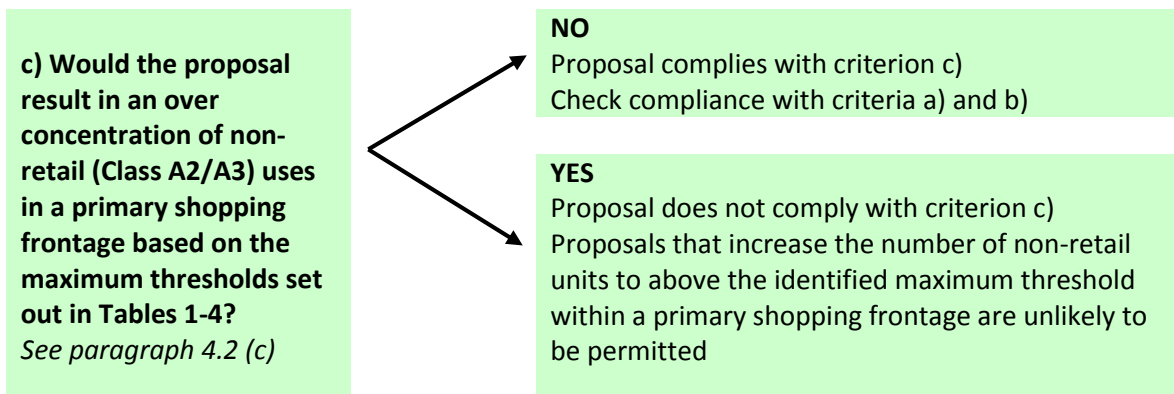 c) Would the proposal
result in an over
concentration of non-
retail (Class A2/A3) uses
in a primary shopping
frontage based on the
maximum thresholds set
out in Tables 1-4?
See paragraph 4.2 (c)
NO
Proposal complies with criterion c)
Check compliance with criteria a) and b)
YES
Proposal does not comply with criterion c)
Proposals that increase the number of non-retail
units to above the identified maximum threshold
within a primary shopping frontage are unlikely to
be permitted